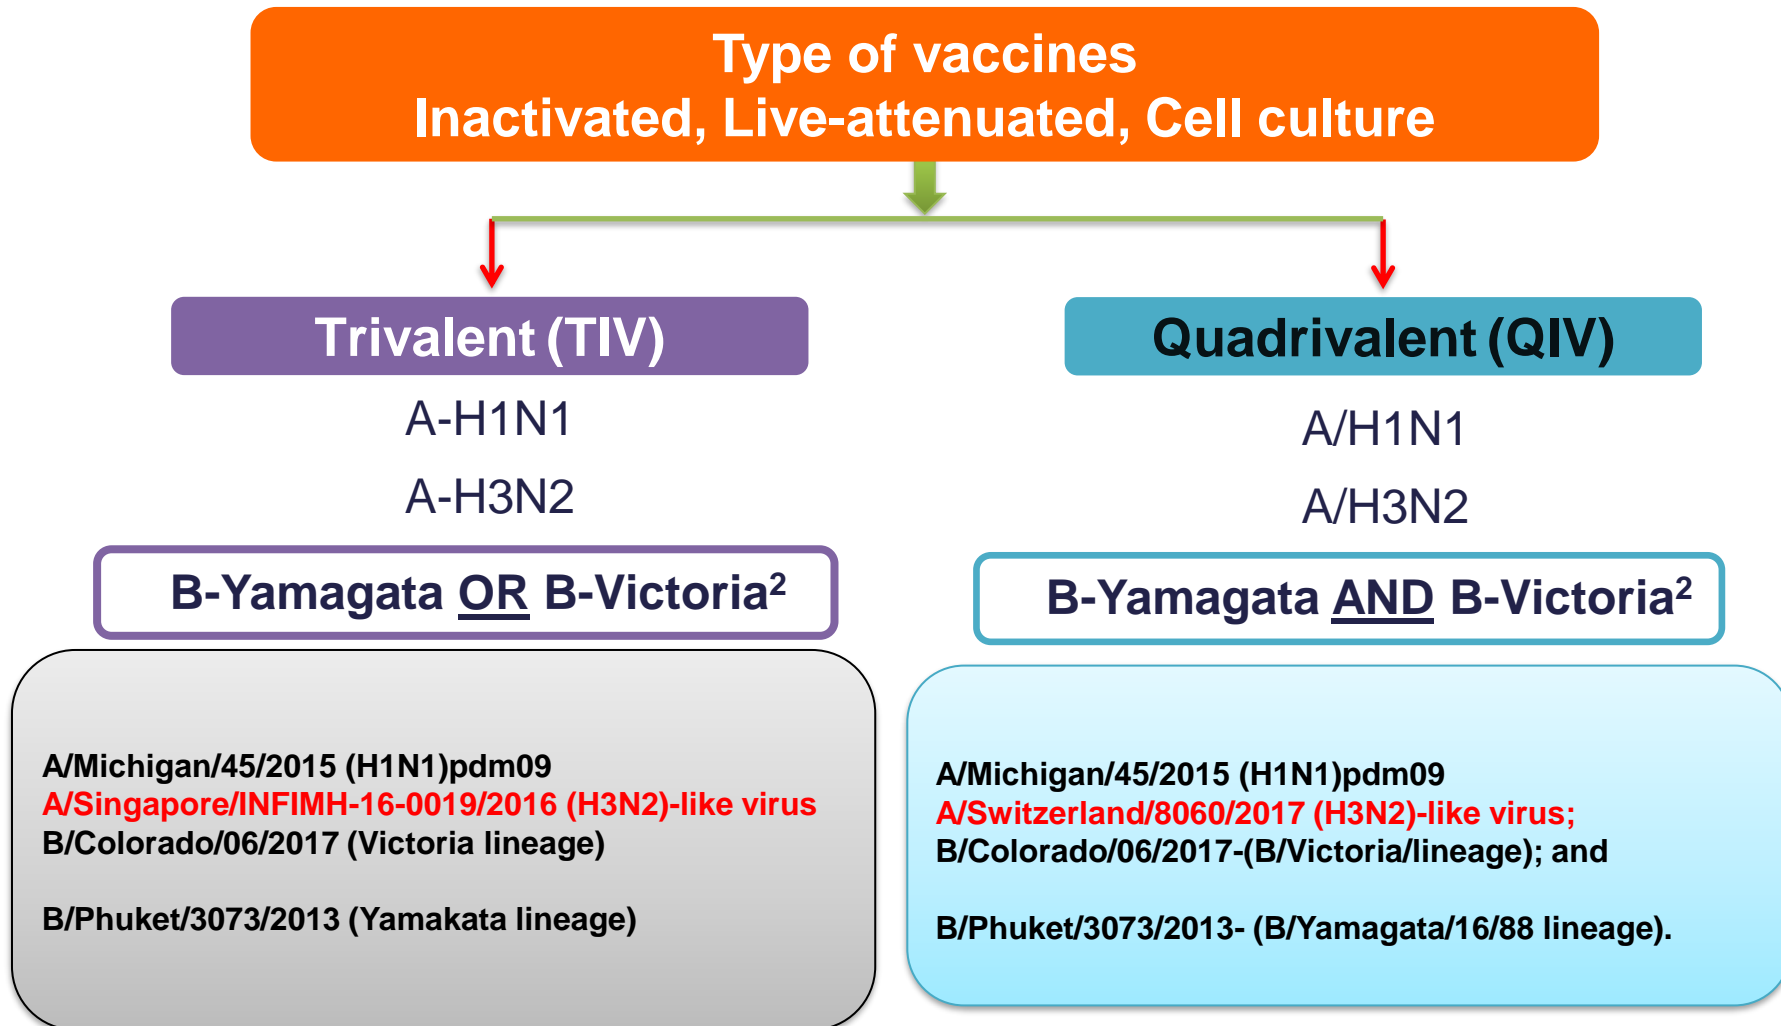 Type of vaccines
Inactivated, Live-attenuated, Cell culture
Trivalent (TIV)
A-H1N1
A-H3N2
B-Yamagata OR B-Victoria²
A/Michigan/45/2015 (H1N1)pdm09
A/Singapore/INFIMH-16-0019/2016 (H3N2)-like virus
B/Colorado/06/2017 (Victoria lineage)
B/Phuket/3073/2013 (Yamakata lineage)
Quadrivalent (QIV)
A/H1N1
A/H3N2
B-Yamagata AND B-Victoria²
A/Michigan/45/2015 (H1N1)pdm09
A/Switzerland/8060/2017 (H3N2)-like virus;
B/Colorado/06/2017-(B/Victoria/lineage); and
B/Phuket/3073/2013- (B/Yamagata/16/88 lineage).